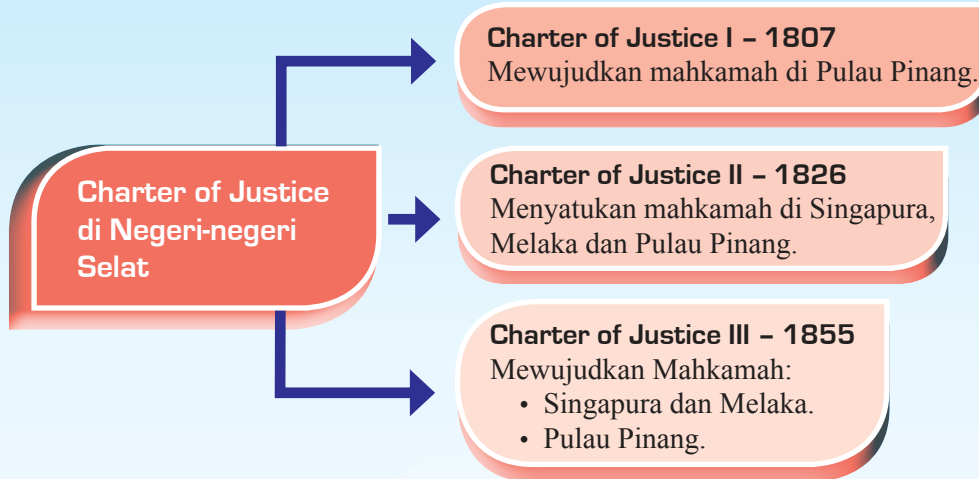 Charter of Justice
di Negeri-negeri
Selat
Charter of Justice I – 1807
Mewujudkan mahkamah di Pulau Pinang.
Charter of Justice II – 1826
Menyatukan mahkamah di Singapura,
Melaka dan Pulau Pinang.
Charter of Justice III – 1855
Mewujudkan Mahkamah:
• Singapura dan Melaka.
• Pulau Pinang.